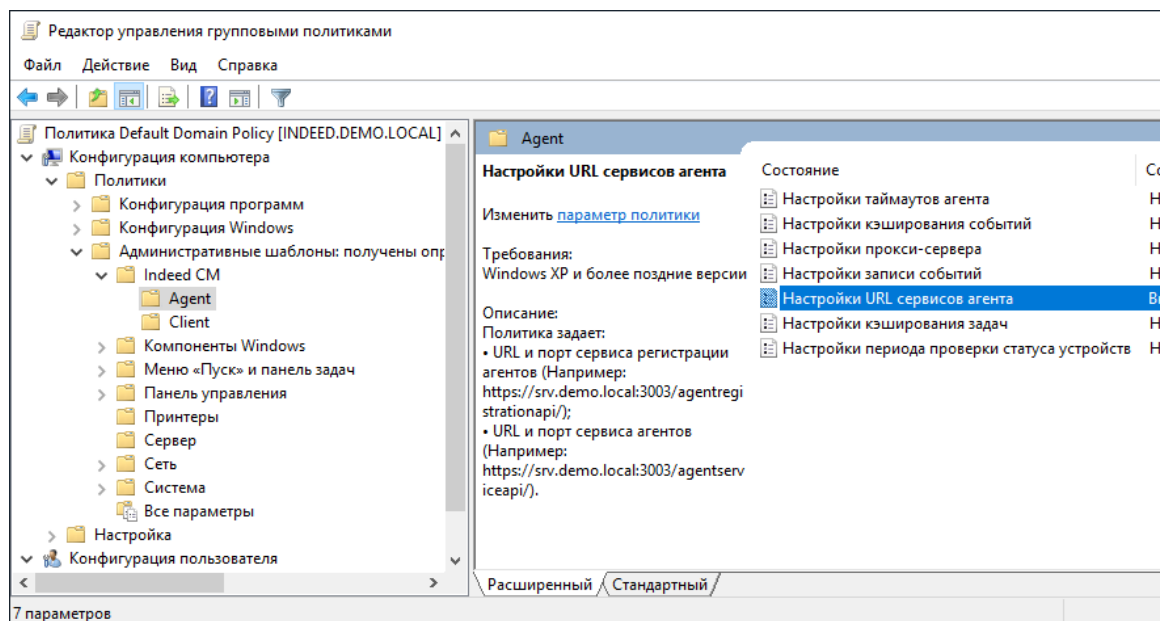 Редактор управления групповыми политиками
Файл Действие Вид Справка
Политика Default Domain Policy [INDEED.DEMO.LOCAL]
Конфигурация компьютера
Политики
Конфигурация программ
Конфигурация Windows
Административные шаблоны: получены опр
Indeed CM
Agent
Client
Компоненты Windows
Меню «Пуск» и панель задач
Панель управления
Принтеры
Сервер
Сеть
Система
Все параметры
Настройка
Конфигурация пользователя
Agent
Настройки URL сервисов агента
Изменить параметр политики
Требования:
Windows XP и более поздние версии
Описание:
Политика задает:
• URL и порт сервиса регистрации
агентов (Например:
https://srv.demo.local:3003/agentregi
strationapi/);
• URL и порт сервиса агентов
(Например:
https://srv.demo.local:3003/agentserv
iceapi/).
Состояние
Настройки таймаутов агента Н
Настройки кэширования событий Н
Настройки прокси-сервера Н
Настройки записи событий Н
Настройки URL сервисов агента
Настройки кэширования задач Н
Настройки периода проверки статуса устройств Н
Расширенный Стандартный
7 параметров